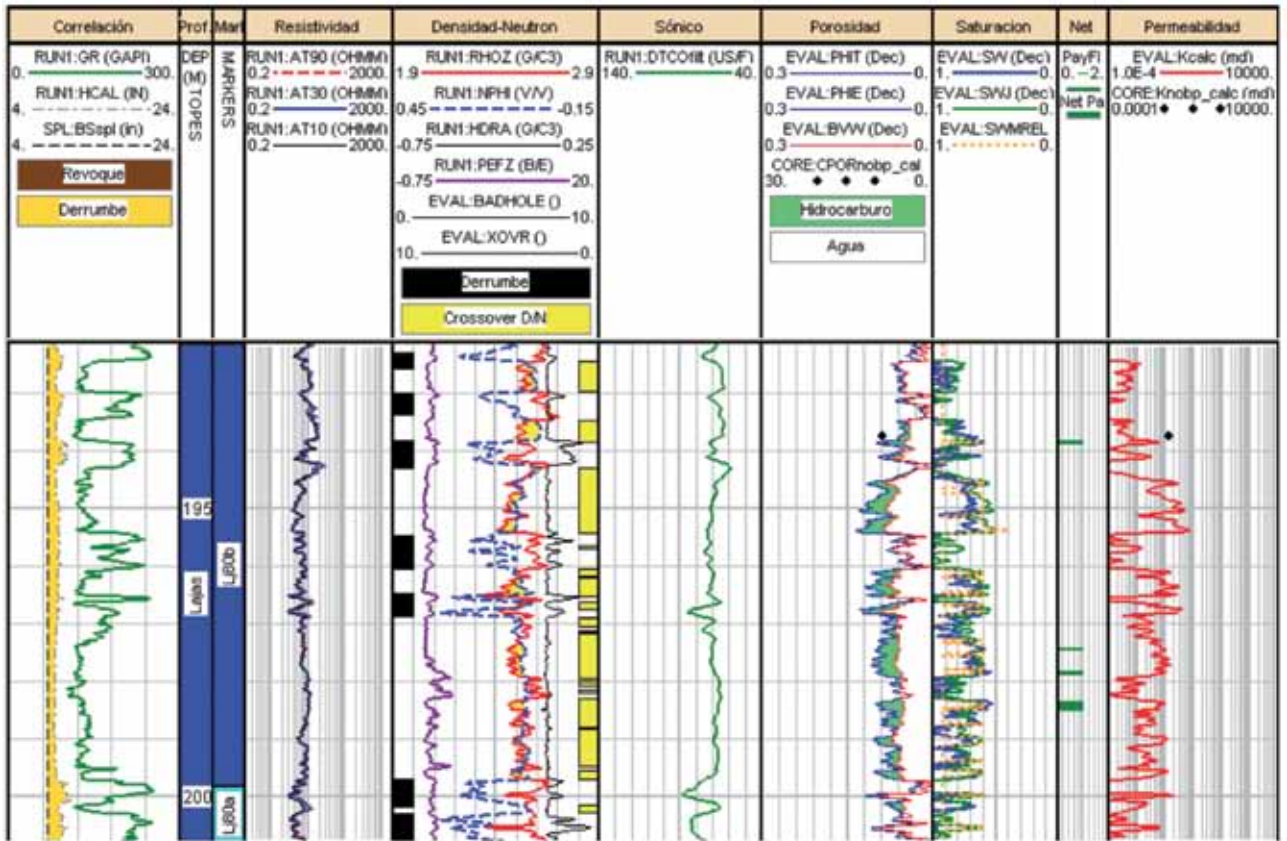 Correlación
Prof.
Mar
Resistividad
Densidad-Neutron
Sónico
Porosidad
Saturacion
Net
Permeabilidad
RUN1:GR (GAPI)
0. 300.
RUN1:HCAL (IN)
4. 24.
SPL:BSspl (in)
4. 24.
Revoque
Derrumbe
DEP
(M)
TOPES
MARKERS
RUN1:AT90 (OHMM)
0.2 2000.
RUN1:AT30 (OHMM)
0.2 2000.
RUN1:AT10 (OHMM)
0.2 2000.
RUN1:RHOZ (G/C3)
1.9 2.9
RUN1:NPHI (V/V)
0.45 -0.15
RUN1:HDRA (G/C3)
-0.75 0.25
RUN1:PEFZ (B/E)
-0.75 20.
EVAL:BADHOLE ()
0. 10.
EVAL:XOVR ()
10. 0.
Derrumbe
Crossover D/N
RUN1:DTCOfilt (US/F)
140. 40.
EVAL:PHIT (Dec)
0.3 0.
EVAL:PHIE (Dec)
0.3 0.
EVAL:BVW (Dec)
0.3 0.
CORE:CPORnobp_cal
30. 0.
Hidrocarburo
Agua
EVAL:SW (Dec)
1. 0.
EVAL:SWJ (Dec)
1. 0.
EVAL:SWMREL
1. 0.
PayFl
0. 2.
Net Pa
EVAL:Kcalc (md)
1.0E-4 10000.
CORE:Knobp_calc (md)
0.0001 10000.
195
Lajas
Lj60b
200
Lj60a